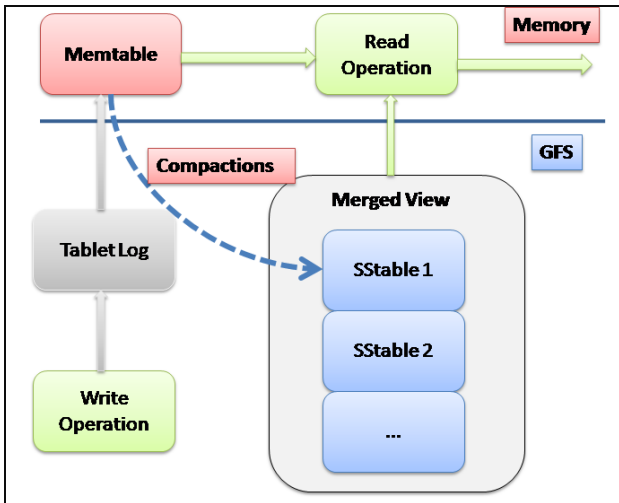 Memtable
Read
Operation
Memory
GFS
Compactions
Merged View
Tablet Log
SStable 1
SStable 2
...
Write
Operation